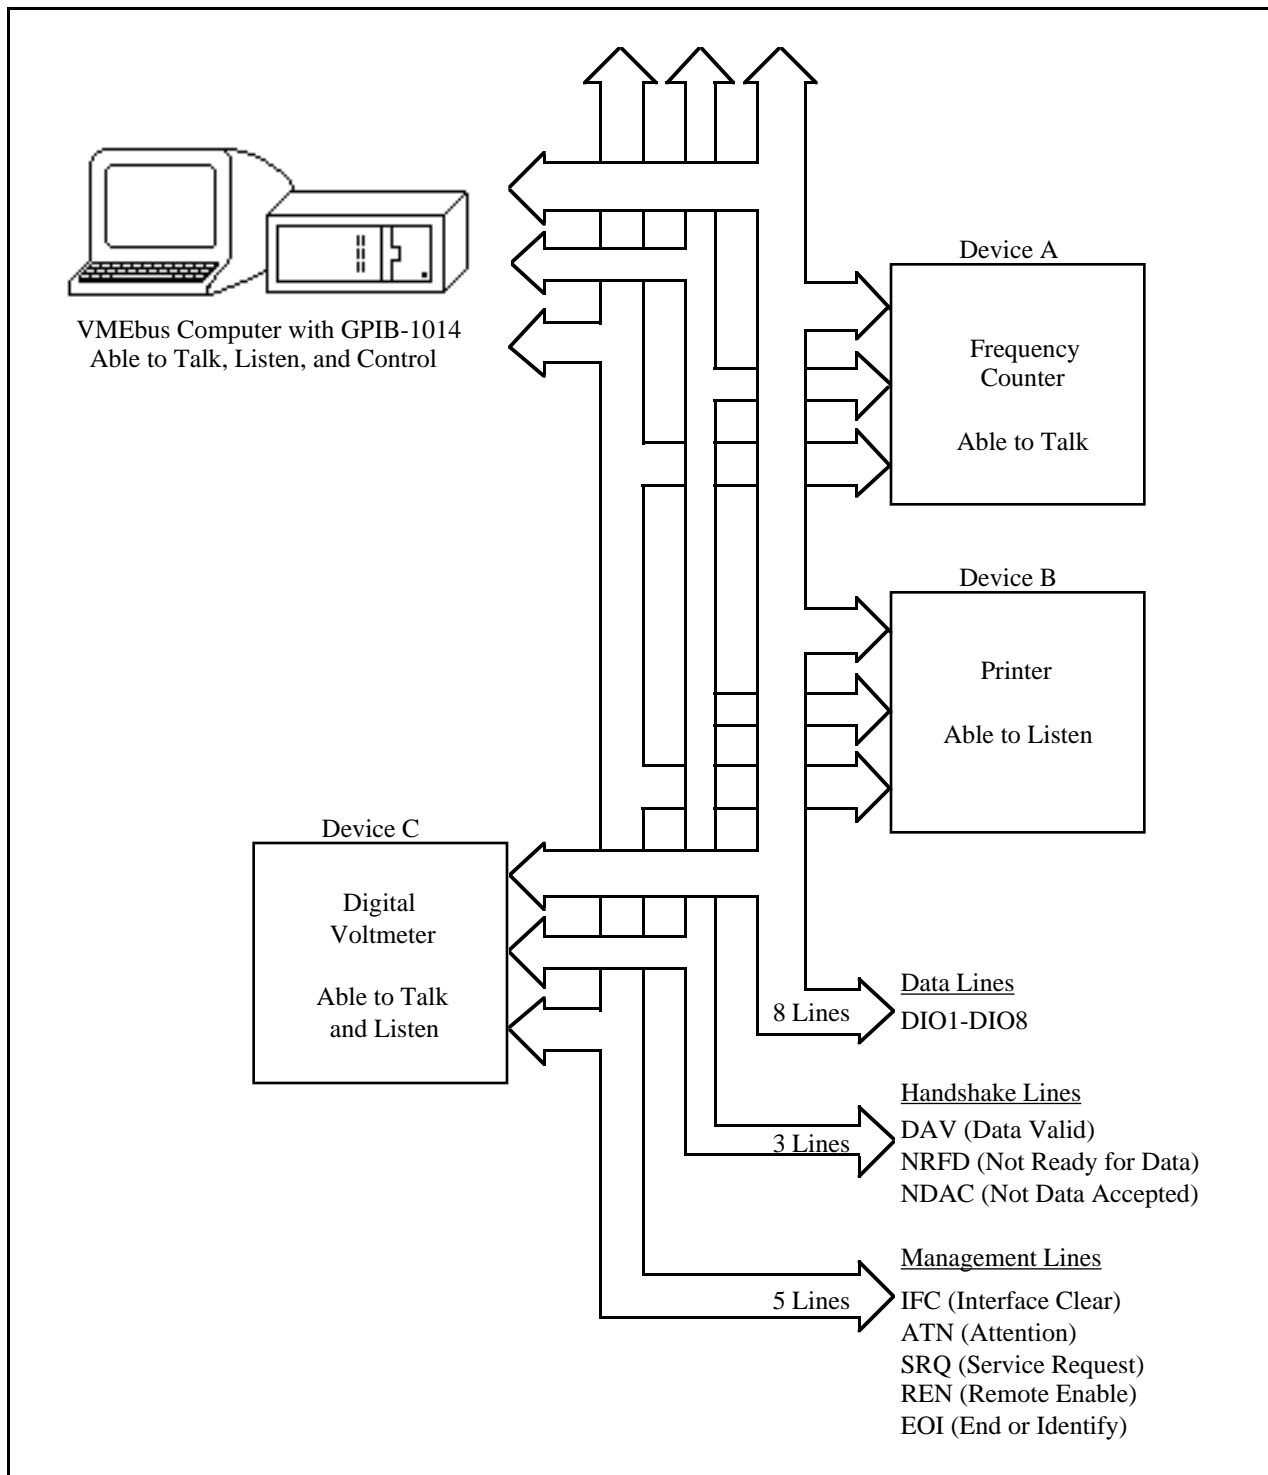 VMEbus Computer with GPIB-1014
Able to Talk, Listen, and Control
Device A
Frequency
Counter
Able to Talk
Device B
Printer
Able to Listen
Device C
Digital
Voltmeter
Able to Talk
and Listen
8 Lines
Data Lines
DIO1-DIO8
3 Lines
Handshake Lines
DAV (Data Valid)
NRFD (Not Ready for Data)
NDAC (Not Data Accepted)
5 Lines
Management Lines
IFC (Interface Clear)
ATN (Attention)
SRQ (Service Request)
REN (Remote Enable)
EOI (End or Identify)